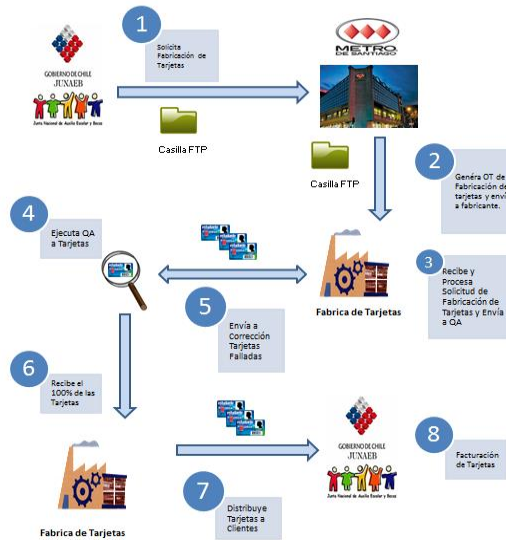 1
Solicita
Fabricación de
Tarjetas
GOBIERNO DE CHILE
JUNAEB
Junta Nacional de Auxilio Escolar y Becas
Casilla FTP
METRO
DE SANTIAGO
Casilla FTP
2
Genéra OT de
Fabricación de
tarjetas y enví
a fabricante.
4
Ejecuta QA
a Tarjetas
3
Recibe y
Procesa
Solicitud de
Fabricación de
Tarjetas y Envía
a QA
Fabrica de Tarjetas
5
Envía a
Corrección
Tarjetas
Falladas
6
Recibe el
100% de las
Tarjetas
Fabrica de Tarjetas
7
Distribuye
Tarjetas a
Clientes
GOBIERNO DE CHILE
JUNAEB
Junta Nacional de Auxilio Escolar y Becas
8
Facturación
de Tarjetas